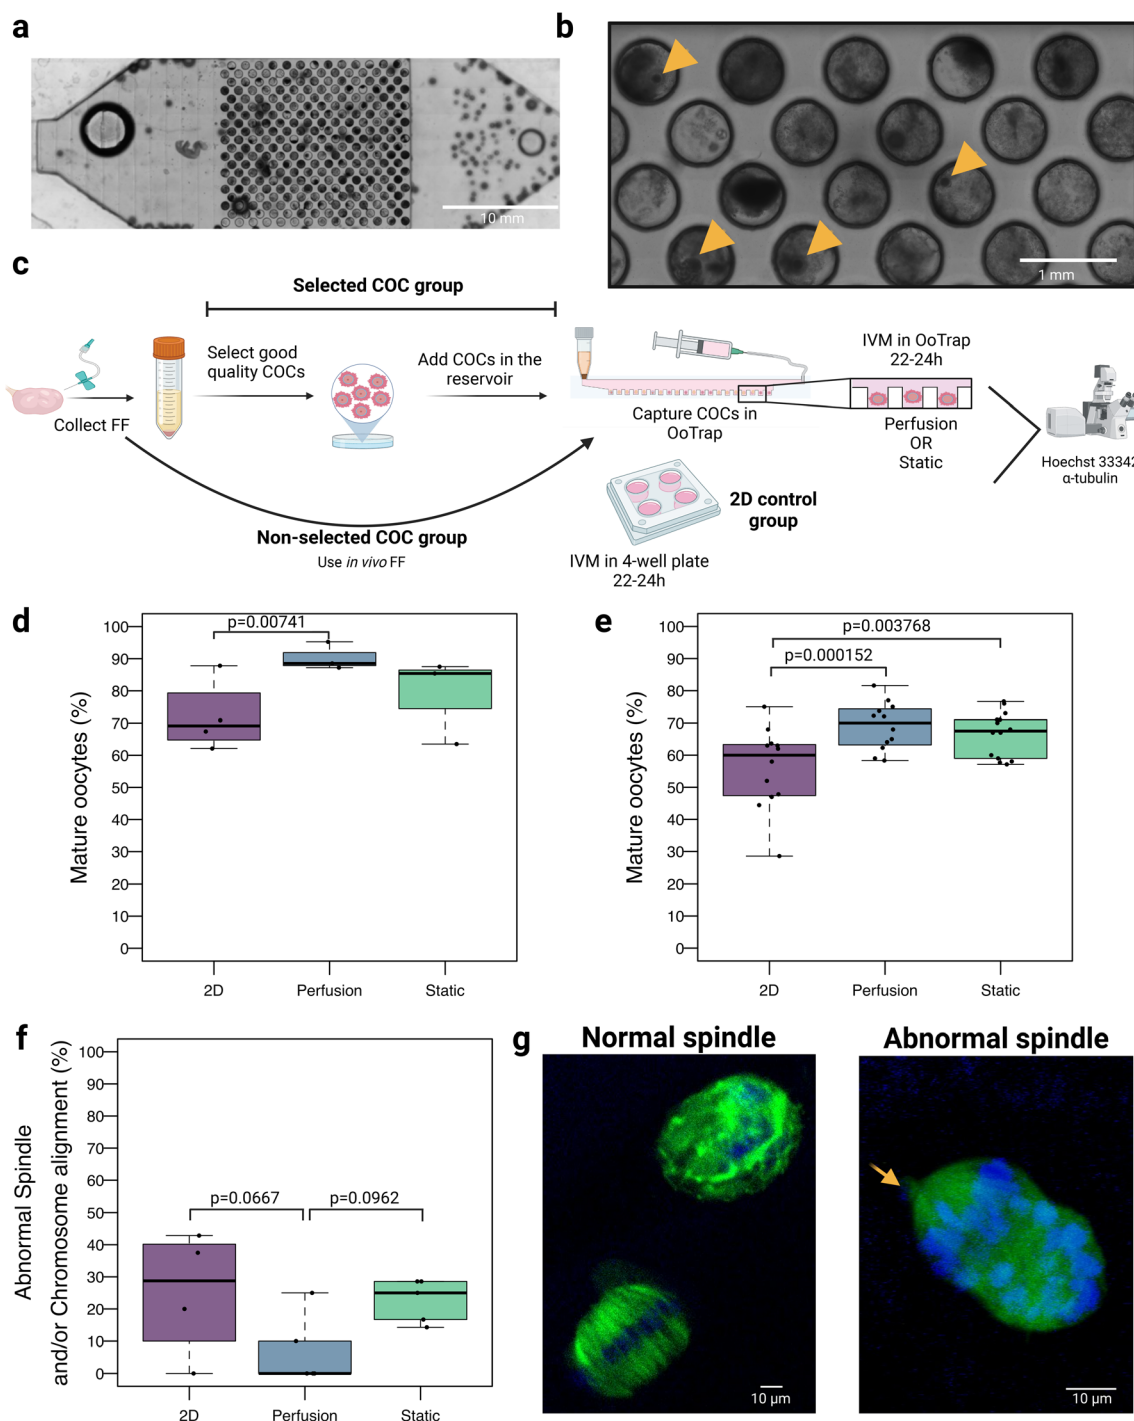 a
10 mm
b
1 mm
c
Selected COC group
Collect FF
Select good
quality COCs
Add COCs in the
reservoir
Capture COCs in
OoTrap
IVM in OoTrap
22-24h
Perfusion
OR
Static
Hoechst 33342
α-tubulin
Non-selected COC group
Use in vivo FF
2D control
group
IVM in 4-well plate
22-24h
d
Mature oocytes (%)
100
90
80
70
60
50
40
30
20
10
0
p=0.00741
2D
Perfusion
Static
e
Mature oocytes (%)
100
90
80
70
60
50
40
30
20
10
0
p=0.003768
p=0.000152
2D
Perfusion
Static
f
Abnormal Spindle
and/or Chromosome alignment (%)
100
90
80
70
60
50
40
30
20
10
0
p=0.0667
p=0.0962
2D
Perfusion
Static
g
Normal spindle
10 µm
Abnormal spindle
10 µm